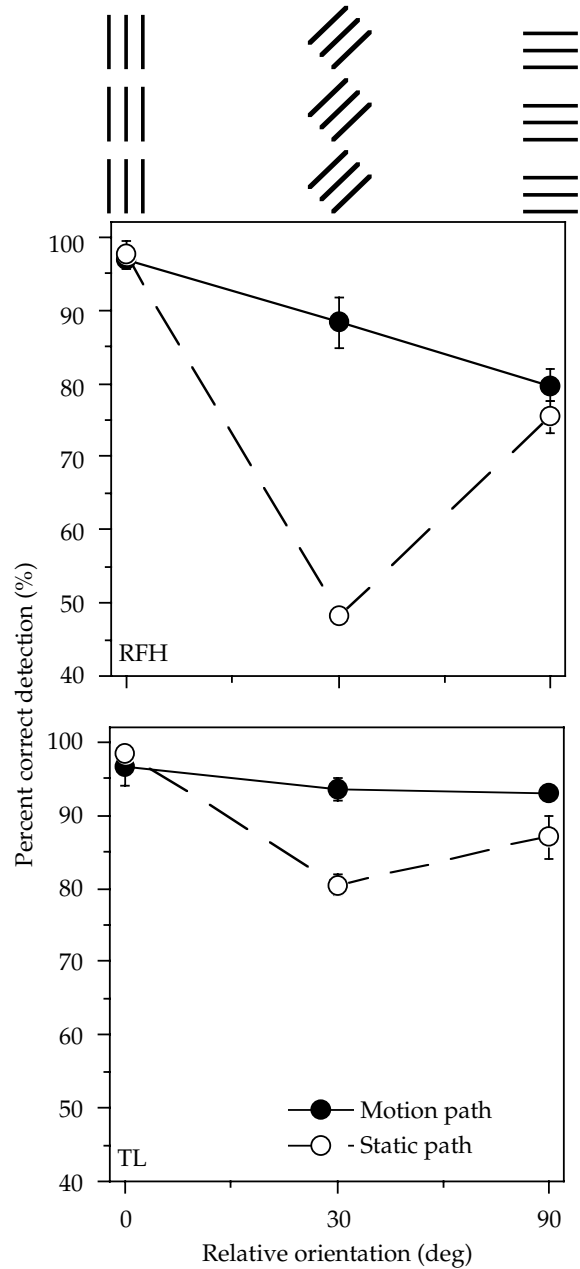 100
90
80
70
60
50
40
RFH
Percent correct detection (%)
100
90
80
70
60
50
40
Motion path
Static path
TL
0 30 90
Relative orientation (deg)